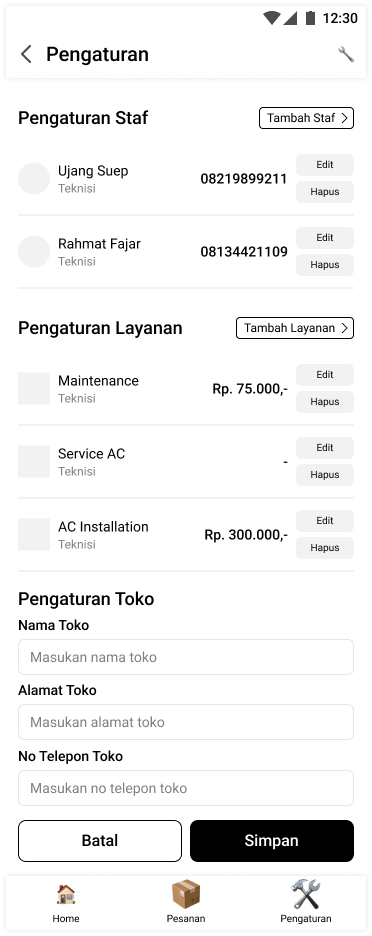 12:30
Pengaturan
Pengaturan Staf
Tambah Staf
Ujang Suep
Teknisi
08219899211
Edit
Hapus
Rahmat Fajar
Teknisi
08134421109
Edit
Hapus
Pengaturan Layanan
Tambah Layanan
Maintenance
Teknisi
Rp. 75.000,-
Edit
Hapus
Service AC
Teknisi
-
Edit
Hapus
AC Installation
Teknisi
Rp. 300.000,-
Edit
Hapus
Pengaturan Toko
Nama Toko
Masukan nama toko
Alamat Toko
Masukan alamat toko
No Telepon Toko
Masukan no telepon toko
Batal
Simpan
Home
Pesanan
Pengaturan